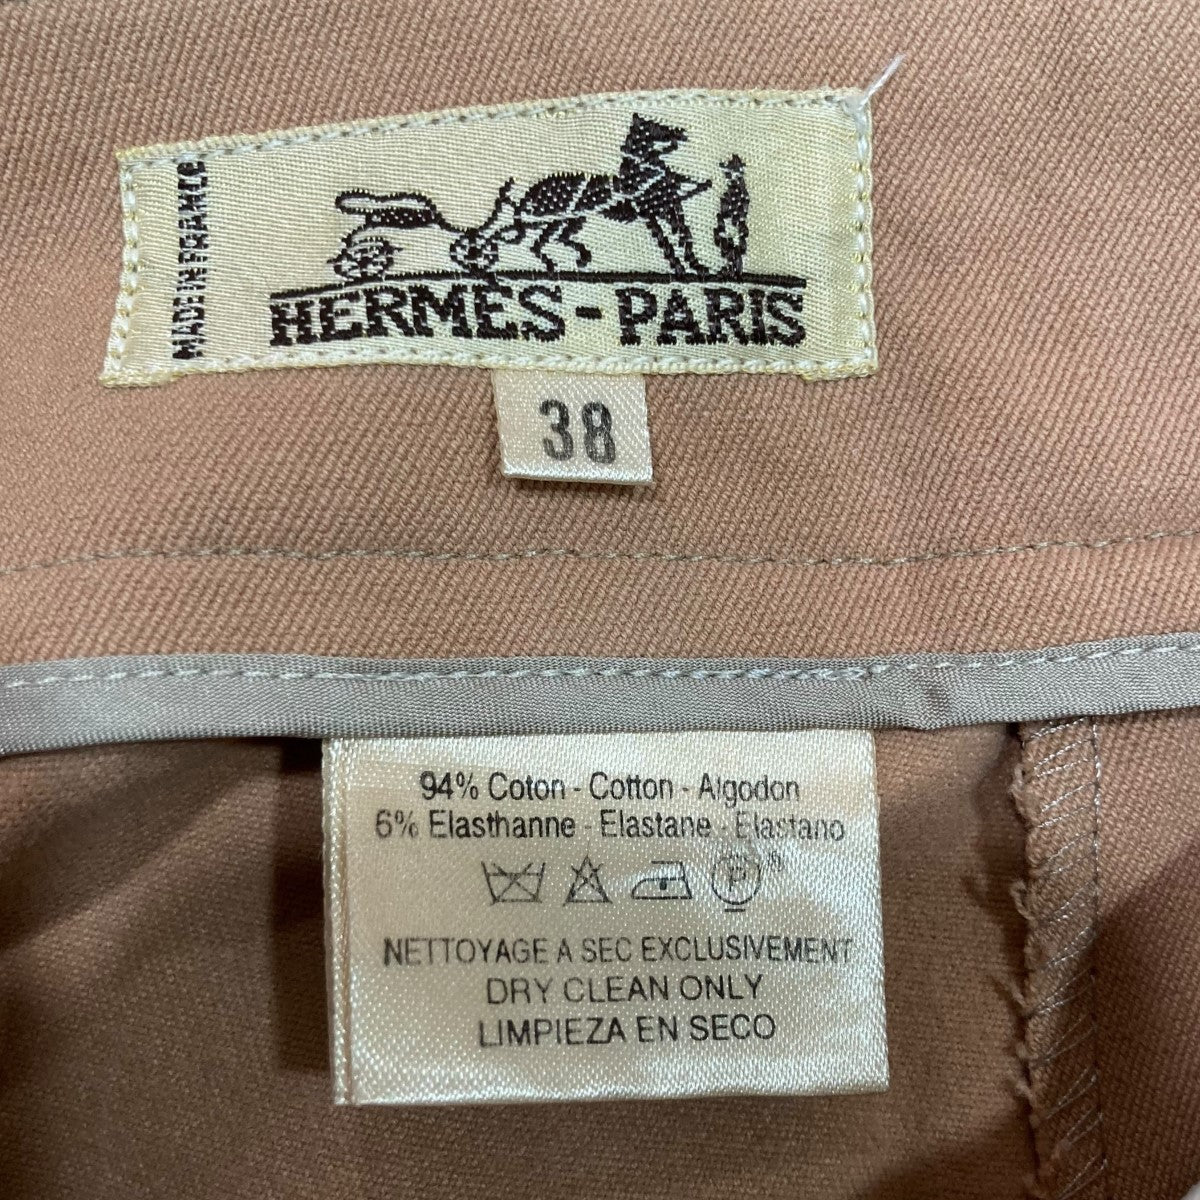 MADE IN FRANCE
HERMÈS-PARIS
38
94% Coton - Cotton - Algodon
6% Elasthanne - Elastane - Elastano
P
NETTOYAGE A SEC EXCLUSIVEMENT
DRY CLEAN ONLY
LIMPIEZA EN SECO